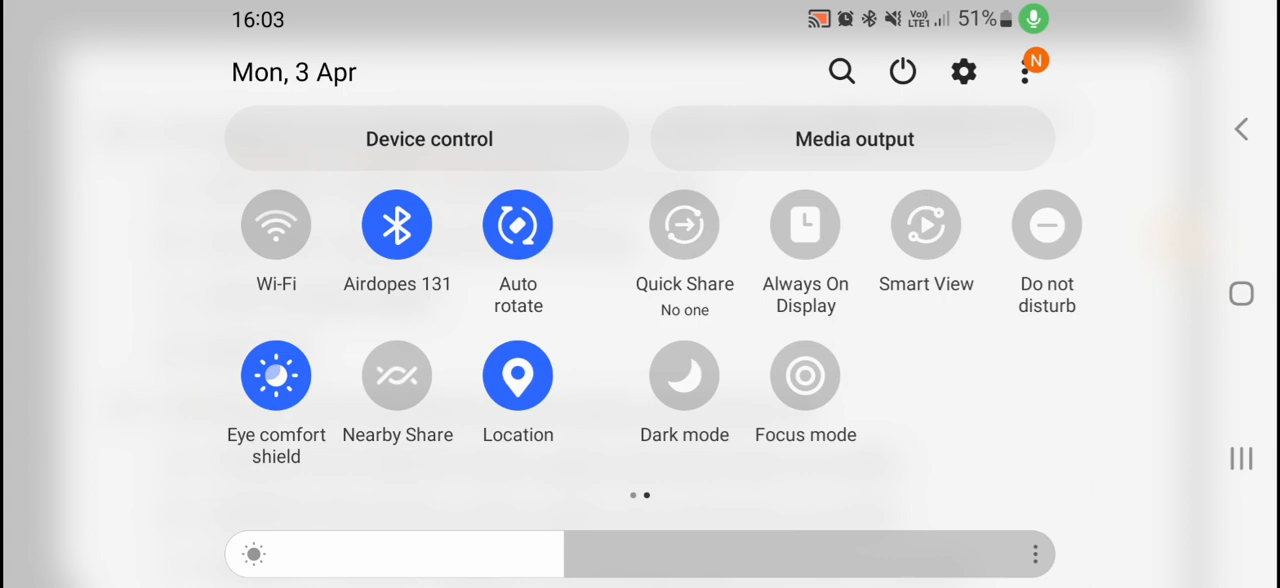 16:03
Vo)) LTE1 51%
Mon, 3 Apr
N
Device control
Media output
Wi-Fi
Airdopes 131
Auto rotate
Quick Share
No one
Always On Display
Smart View
Do not disturb
Eye comfort shield
Nearby Share
Location
Dark mode
Focus mode